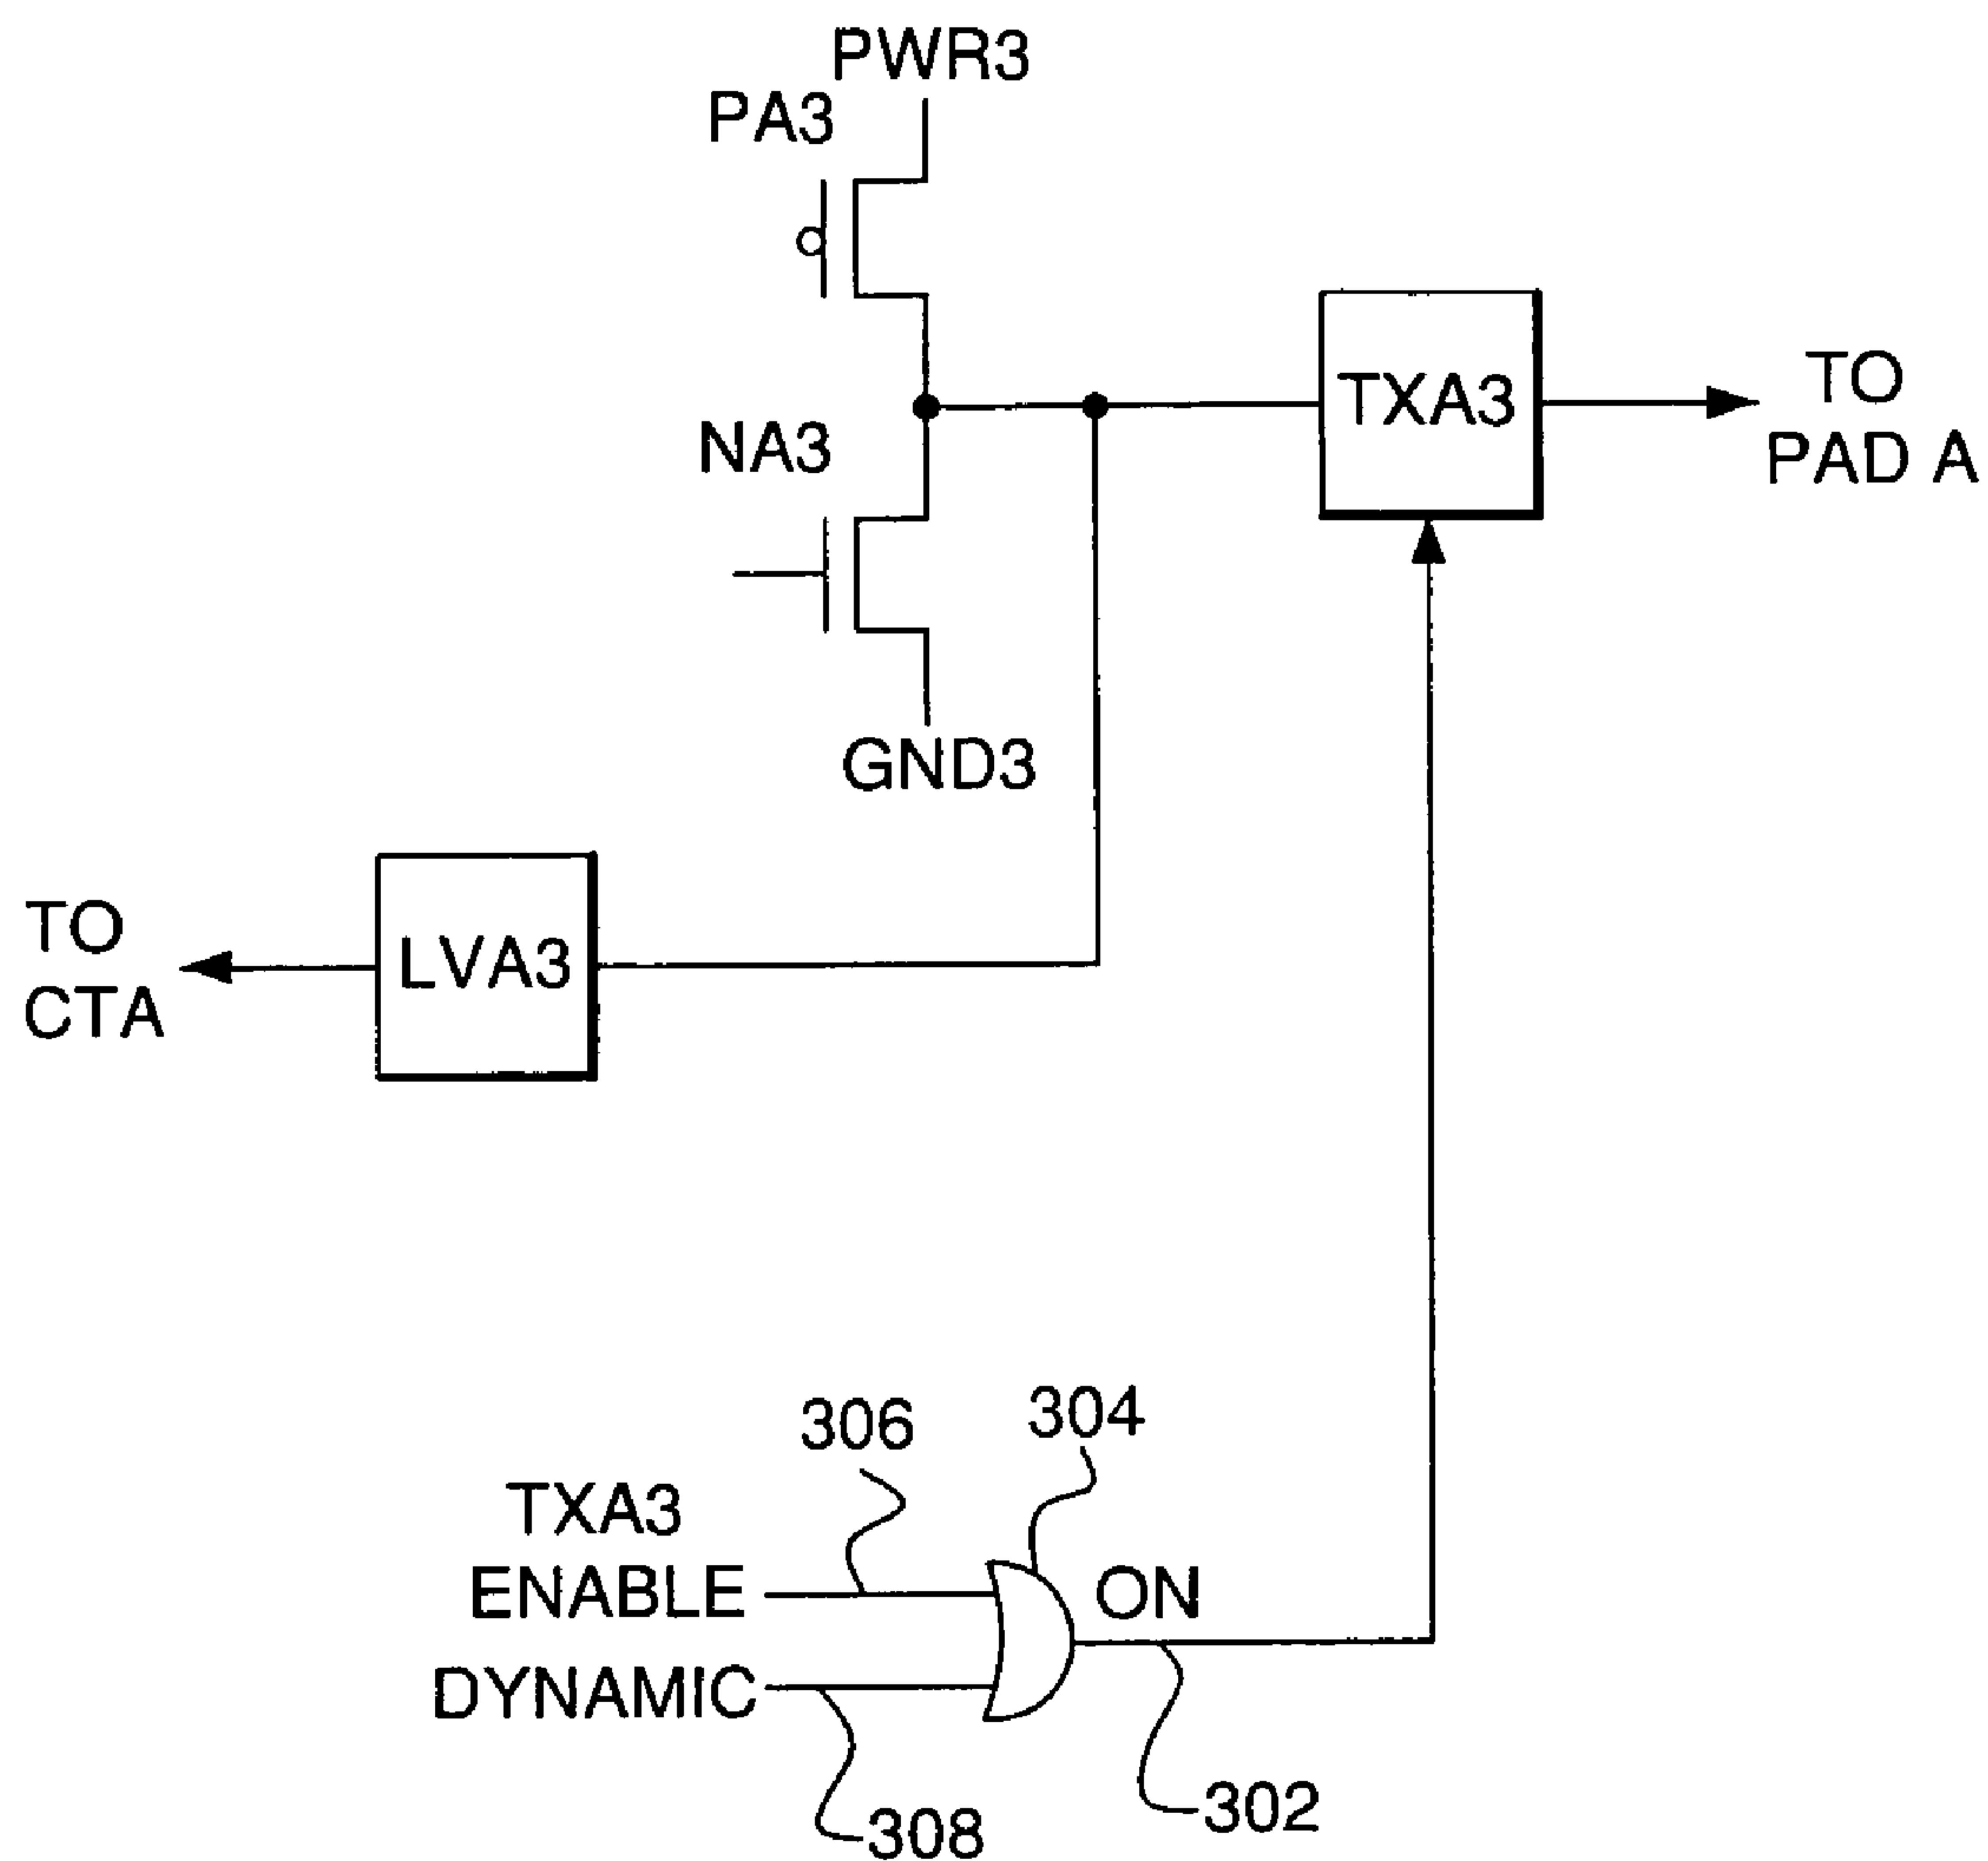 PWR3
PA3
TXA3
TO
PAD A
NA3
GND3
TO
CTA
LVA3
306
304
TXA3
ENABLE
ON
DYNAMIC
302
308